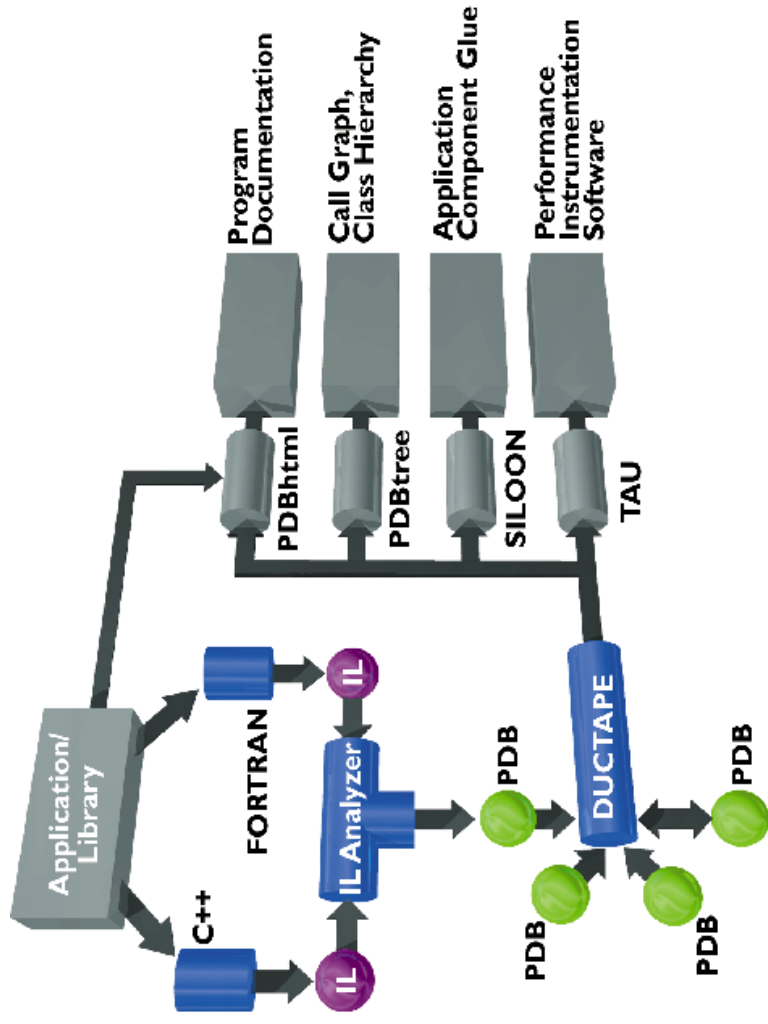 Application/
Library
C++
FORTRAN
IL
IL
IL Analyzer
PDB
PDB
PDB
PDB
DUCTAPE
PDBhtml
PDBtree
SILOON
TAU
Program
Documentation
Call Graph,
Class Hierarchy
Application
Component Glue
Performance
Instrumentation
Software